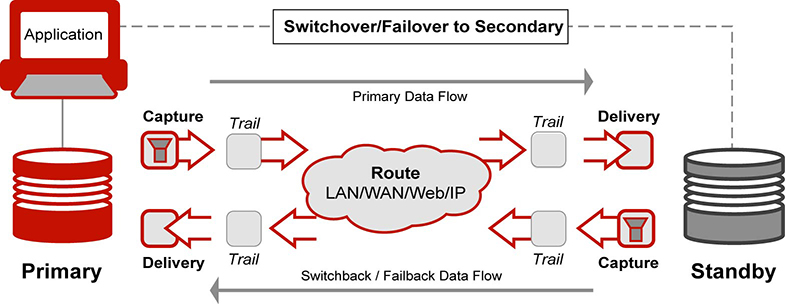 Application
Switchover/Failover to Secondary
Primary Data Flow
Capture
Trail
Trail
Delivery
Route
LAN/WAN/Web/IP
Primary
Delivery
Trail
Trail
Capture
Standby
Switchback / Failback Data Flow